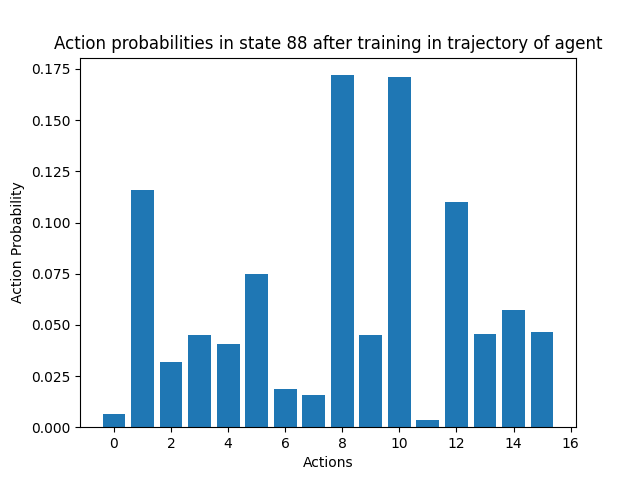 Action probabilities in state 88 after training in trajectory of agent
0.175
0.150
0.125
0.100
0.075
0.050
0.025
0.000
Action Probability
0 2 4 6 8 10 12 14 16
Actions